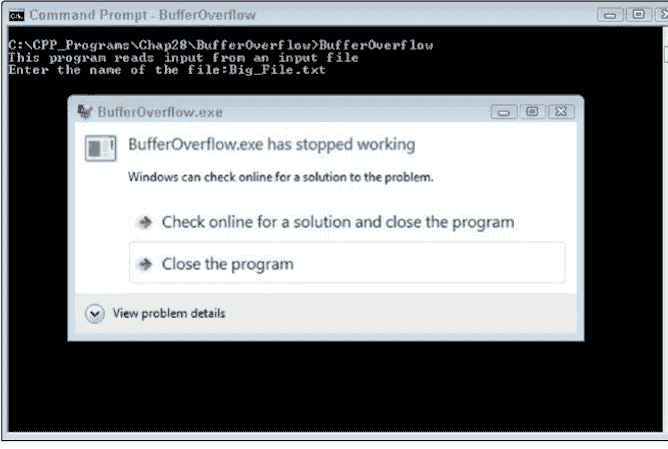 Command Prompt - BufferOverflow
C:\CPP_Programs\Chap28\BufferOverflow>BufferOverflow
This program reads input from an input file
Enter the name of the file:Big_File.txt
BufferOverflow.exe
BufferOverflow.exe has stopped working
Windows can check online for a solution to the problem.
Check online for a solution and close the program
Close the program
View problem details